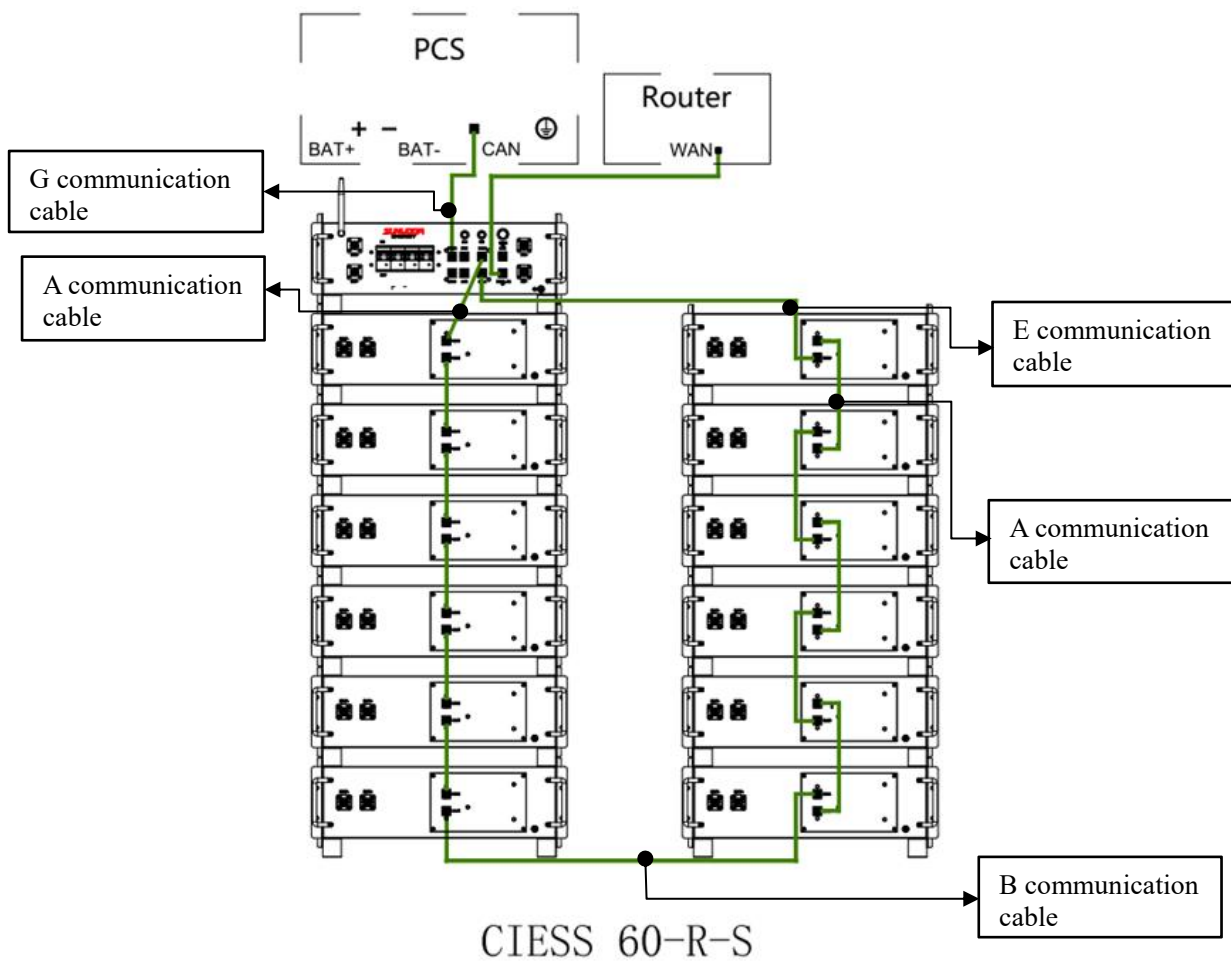 PCS
Router
+ −
BAT+ BAT- CAN
WAN
G communication
cable
A communication
cable
E communication
cable
A communication
cable
B communication
cable
CIESS 60-R-S